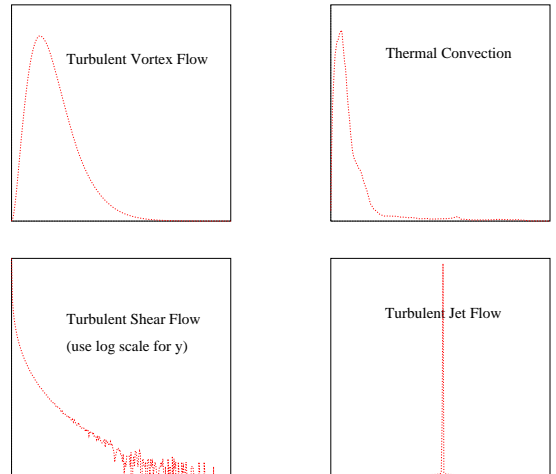 Turbulent Vortex Flow
Thermal Convection
Turbulent Shear Flow
(use log scale for y)
Turbulent Jet Flow